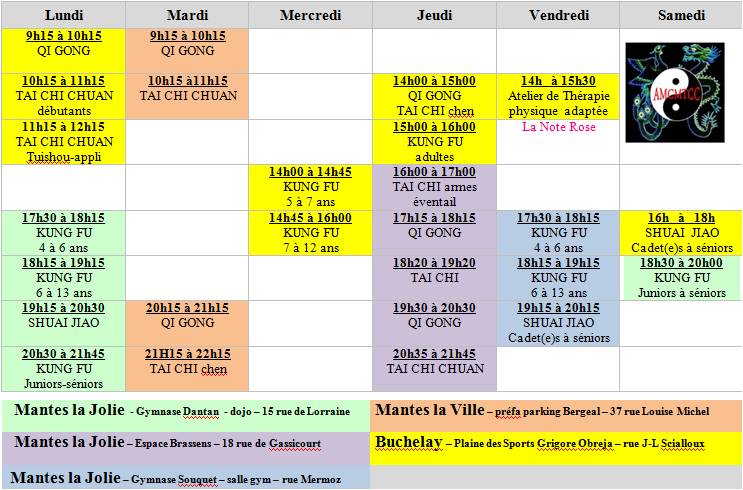 Lundi Mardi Mercredi Jeudi Vendredi Samedi
9h15 à 10h15
QI GONG
9h15 à 10h15
QI GONG
10h15 à 11h15
TAI CHI CHUAN
débutants
10h15 à11h15
TAI CHI CHUAN
14h00 à 15h00
QI GONG
TAI CHI chen
14h à 15h30
Atelier de Thérapie
physique adaptée
AMCMTCC
11h15 à 12h15
TAI CHI CHUAN
Tuishou-appli
15h00 à 16h00
KUNG FU
adultes
La Note Rose
14h00 à 14h45
KUNG FU
5 à 7 ans
16h00 à 17h00
TAI CHI armes
éventail
17h30 à 18h15
KUNG FU
4 à 6 ans
14h45 à 16h00
KUNG FU
7 à 12 ans
17h15 à 18h15
QI GONG
17h30 à 18h15
KUNG FU
4 à 6 ans
16h à 18h
SHUAI JIAO
Cadet(e)s à séniors
18h15 à 19h15
KUNG FU
6 à 13 ans
18h20 à 19h20
TAI CHI
18h15 à 19h15
KUNG FU
6 à 13 ans
18h30 à 20h00
KUNG FU
Juniors à séniors
19h15 à 20h30
SHUAI JIAO
20h15 à 21h15
QI GONG
19h30 à 20h30
QI GONG
19h15 à 20h15
SHUAI JIAO
Cadet(e)s à séniors
20h30 à 21h45
KUNG FU
Juniors-séniors
21H15 à 22h15
TAI CHI chen
20h35 à 21h45
TAI CHI CHUAN
Mantes la Jolie - Gymnase Dantan - dojo – 15 rue de Lorraine
Mantes la Ville – préfa parking Bergeal – 37 rue Louise Michel
Mantes la Jolie – Espace Brassens – 18 rue de Gassicourt
Buchelay – Plaine des Sports Grigore Obreja – rue J-L Scialloux
Mantes la Jolie – Gymnase Souquet – salle gym – rue Mermoz